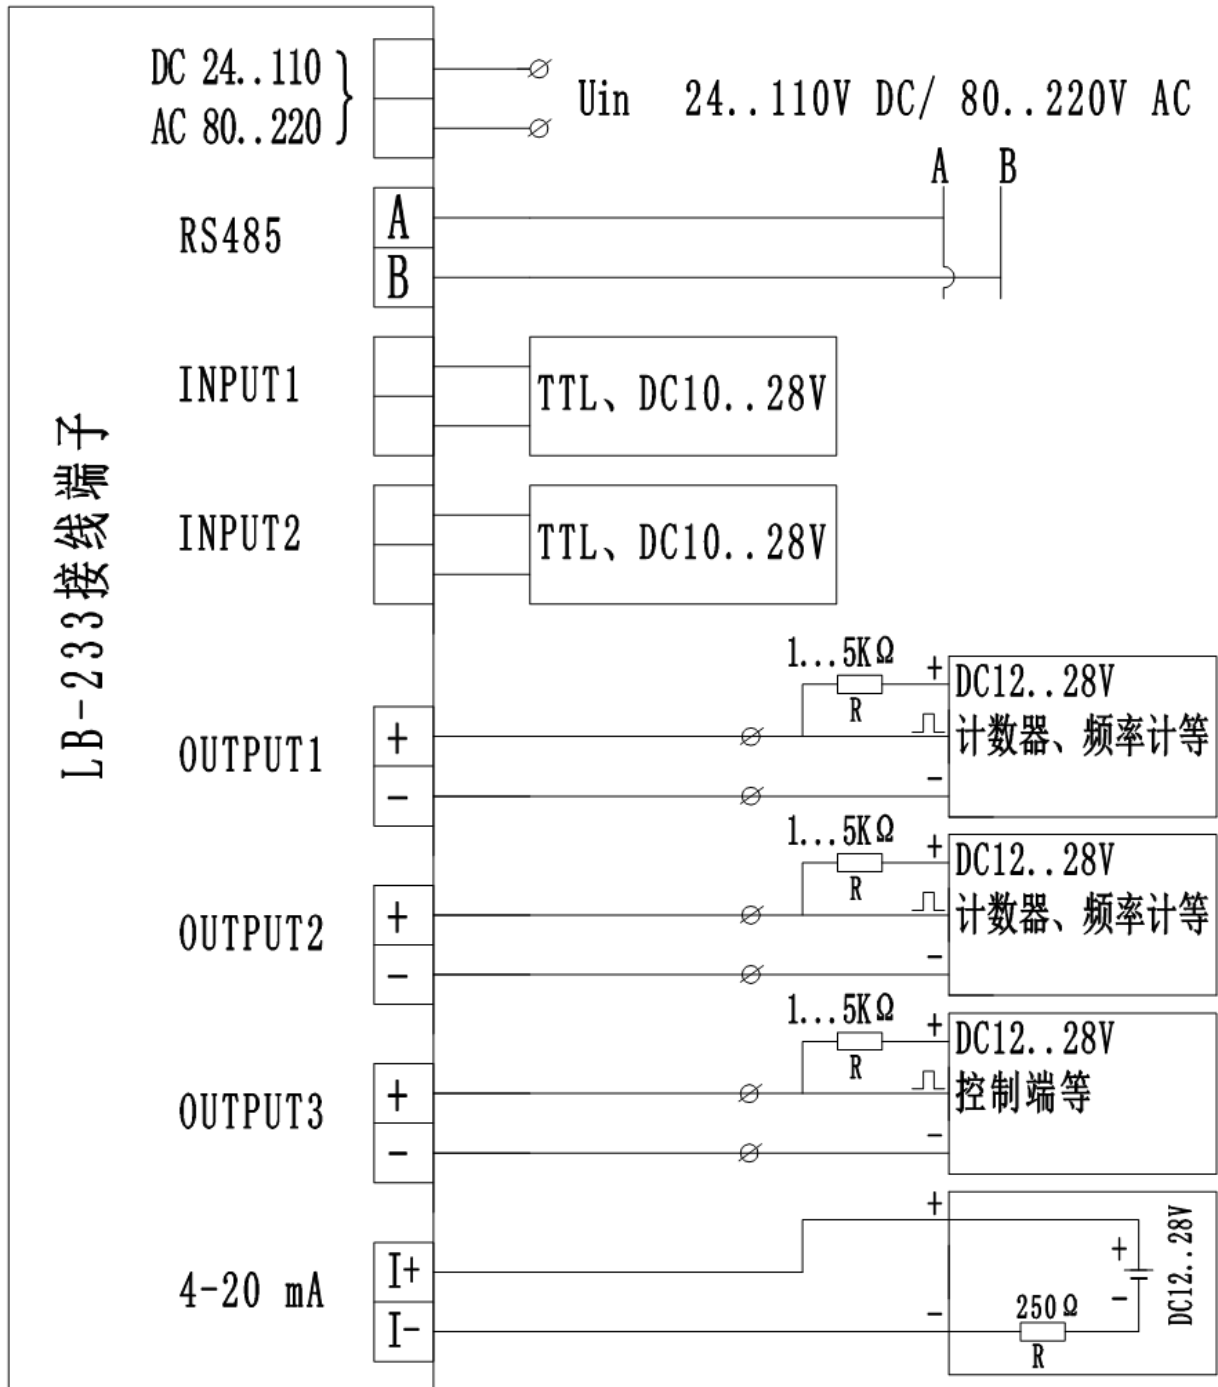 DC 24..110
AC 80..220
Uin 24..110V DC/ 80..220V AC
A B
RS485
A
B
INPUT1
TTL、DC10..28V
INPUT2
TTL、DC10..28V
LB-233接线端子
1...5KΩ
R
+
DC12..28V
OUTPUT1
+
计数器、频率计等
-
-
1...5KΩ
R
+
DC12..28V
OUTPUT2
+
计数器、频率计等
-
-
1...5KΩ
R
+
DC12..28V
OUTPUT3
+
控制端等
-
-
4-20 mA
I+
I-
+
-
+
-
250Ω
R
DC12..28V